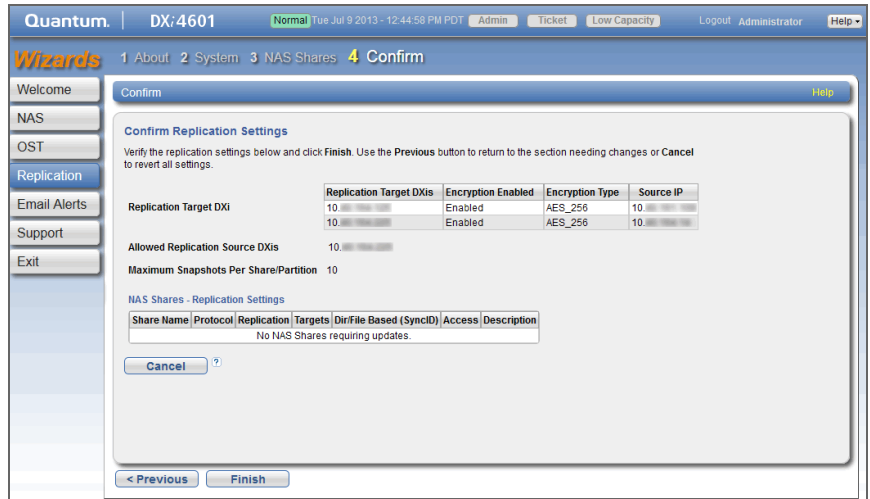 Quantum. DXi4601 Normal Tue Jul 9 2013 - 12:44:58 PM PDT Admin Ticket Low Capacity Logout Administrator Help
Wizards 1 About 2 System 3 NAS Shares 4 Confirm
Welcome
NAS
OST
Replication
Email Alerts
Support
Exit
Confirm Help
Confirm Replication Settings
Verify the replication settings below and click Finish. Use the Previous button to return to the section needing changes or Cancel
to revert all settings.
Replication Target DXi
Replication Target DXis Encryption Enabled Encryption Type Source IP
10. Enabled AES_256 10.
10. Enabled AES_256 10.
Allowed Replication Source DXis 10.
Maximum Snapshots Per Share/Partition 10
NAS Shares - Replication Settings
Share Name Protocol Replication Targets Dir/File Based (SyncID) Access Description
No NAS Shares requiring updates.
Cancel ?
< Previous Finish